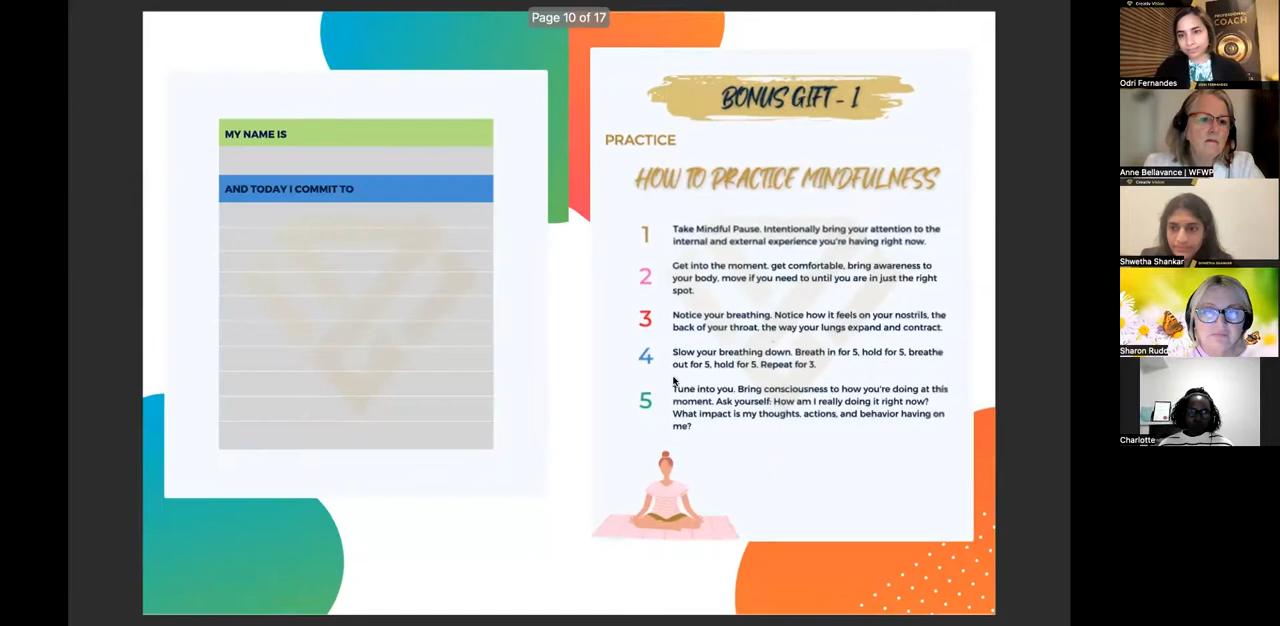 Page 10 of 17
MY NAME IS
AND TODAY I COMMIT TO
BONUS GIFT - 1
PRACTICE
HOW TO PRACTICE MINDFULNESS
1
Take Mindful Pause. Intentionally bring your attention to the
internal and external experience you're having right now.
2
Get into the moment. get comfortable, bring awareness to
your body, move if you need to until you are in just the right
spot.
3
Notice your breathing. Notice how it feels on your nostrils, the
back of your throat, the way your lungs expand and contract.
4
Slow your breathing down. Breath in for 5, hold for 5, breathe
out for 5, hold for 5. Repeat for 3.
5
Tune into you. Bring consciousness to how you're doing at this
moment. Ask yourself: How am I really doing it right now?
What impact is my thoughts, actions, and behavior having on
me?
Creativ Vision
PROFESSIONAL
COACH
Odri Fernandes
ODRI FERNANDES
Anne Bellavance | WFWP
Creativ Vision
Shwetha Shankar
SHWETHA SHANKAR
Sharon Rudd
Charlotte